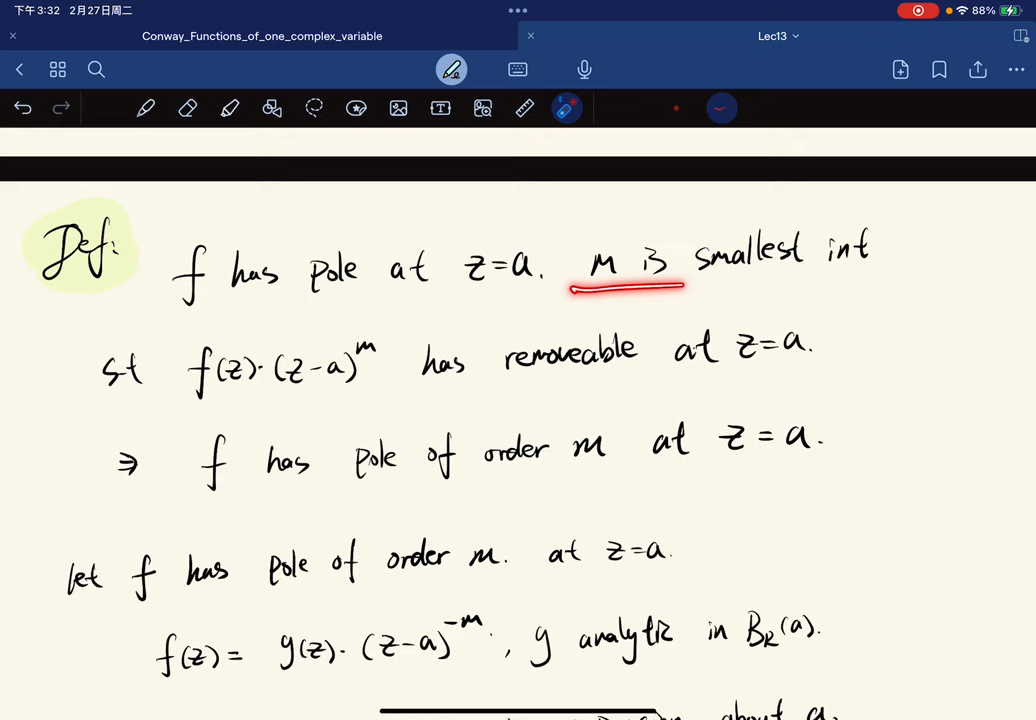 下午 3:32 2月27日周二
88%
Conway_Functions_of_one_complex_variable
Lec13
Def:
f has pole at z=a. m is smallest int
st f(z)·(z-a)^m has removeable at z=a.
⇒ f has pole of order m at z=a.
let f has pole of order m. at z=a.
f(z) = g(z)·(z-a)^-m, g analytic in B_R(a).
about a.